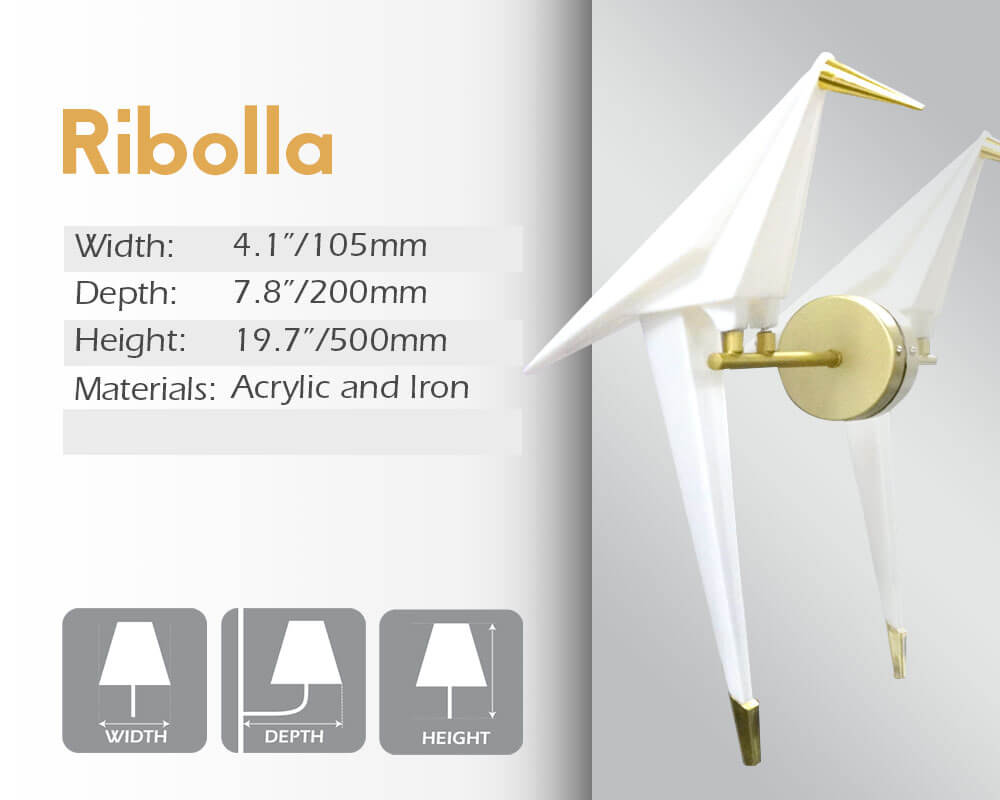 Ribolla
Width: 4.1"/105mm
Depth: 7.8"/200mm
Height: 19.7"/500mm
Materials: Acrylic and Iron
WIDTH
DEPTH
HEIGHT